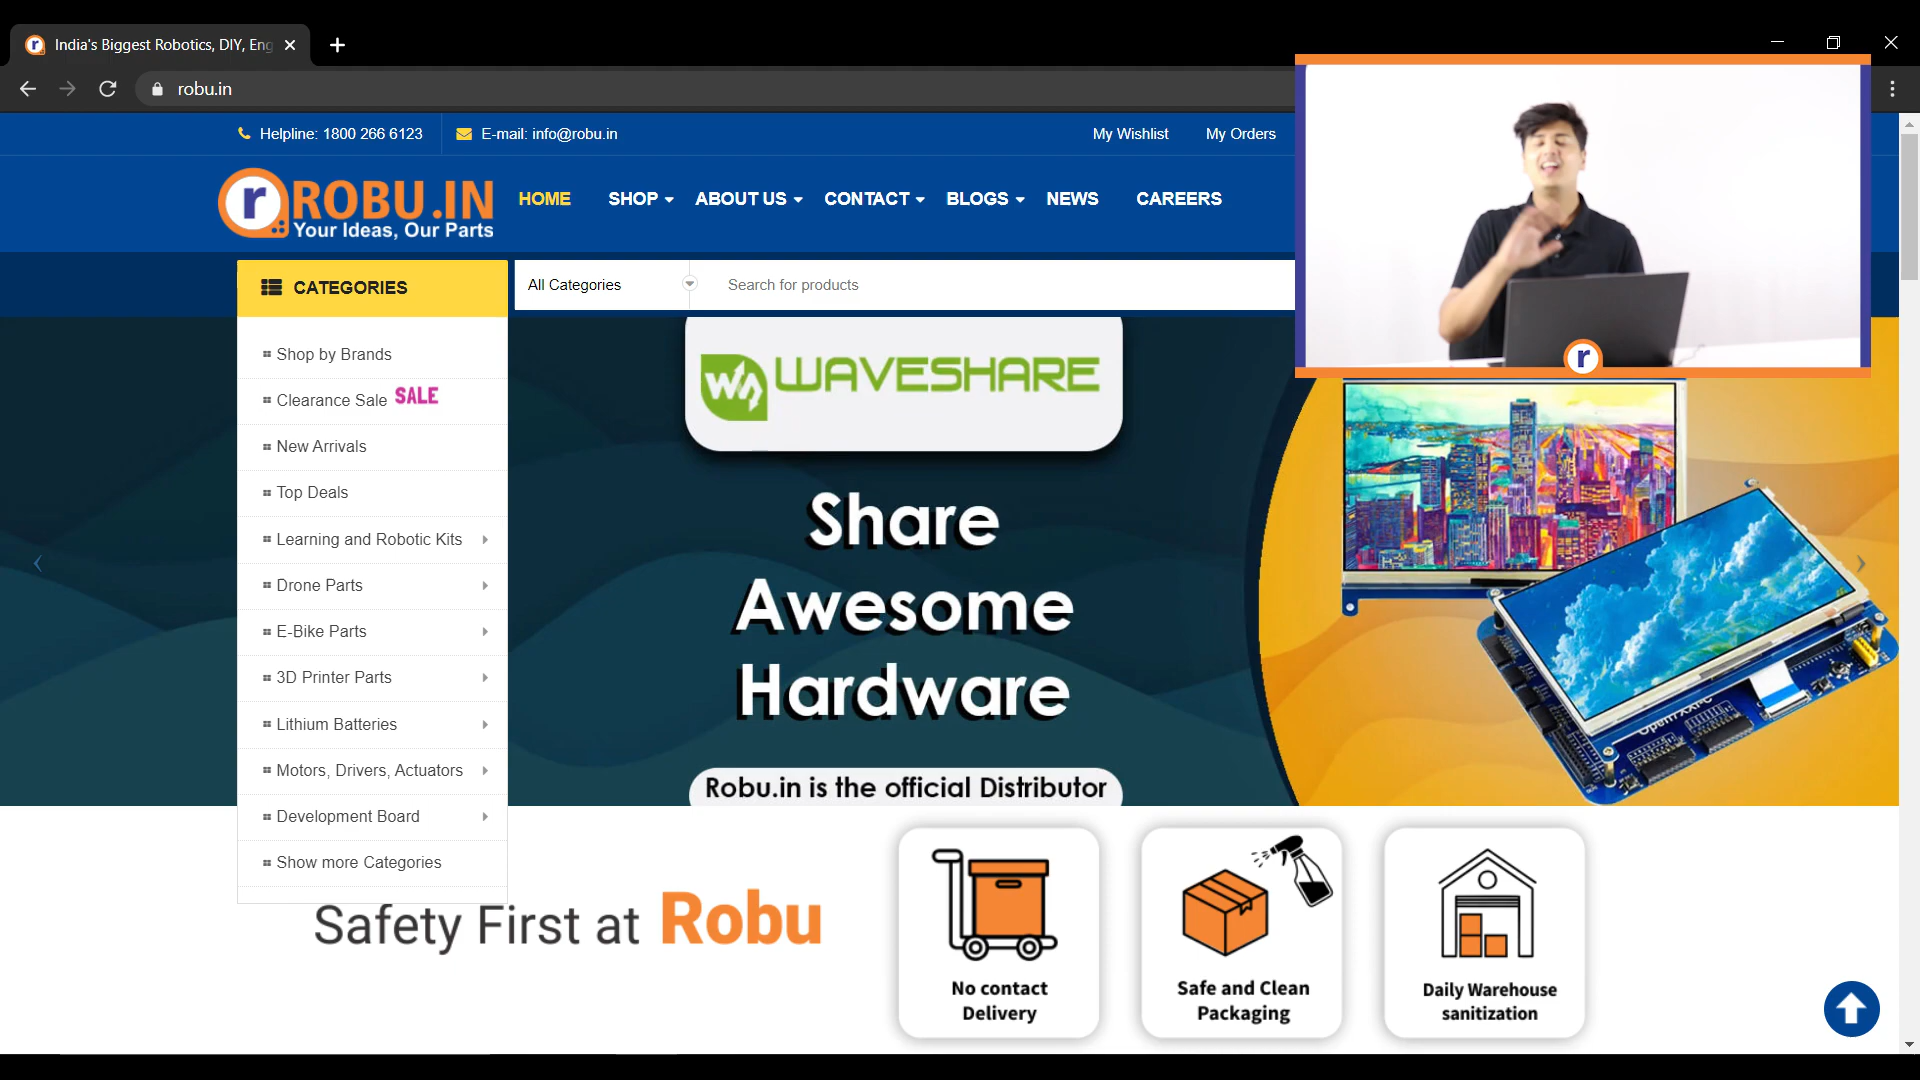 India's Biggest Robotics, DIY, Eng
robu.in
Helpline: 1800 266 6123
E-mail: info@robu.in
My Wishlist
My Orders
r ROBU.IN
Your Ideas, Our Parts
HOME
SHOP
ABOUT US
CONTACT
BLOGS
NEWS
CAREERS
CATEGORIES
All Categories
Search for products
r
Shop by Brands
Clearance Sale SALE
New Arrivals
Top Deals
Learning and Robotic Kits
Drone Parts
E-Bike Parts
3D Printer Parts
Lithium Batteries
Motors, Drivers, Actuators
Development Board
Show more Categories
WAVESHARE
Share
Awesome
Hardware
Robu.in is the official Distributor
Safety First at Robu
No contact
Delivery
Safe and Clean
Packaging
Daily Warehouse
sanitization